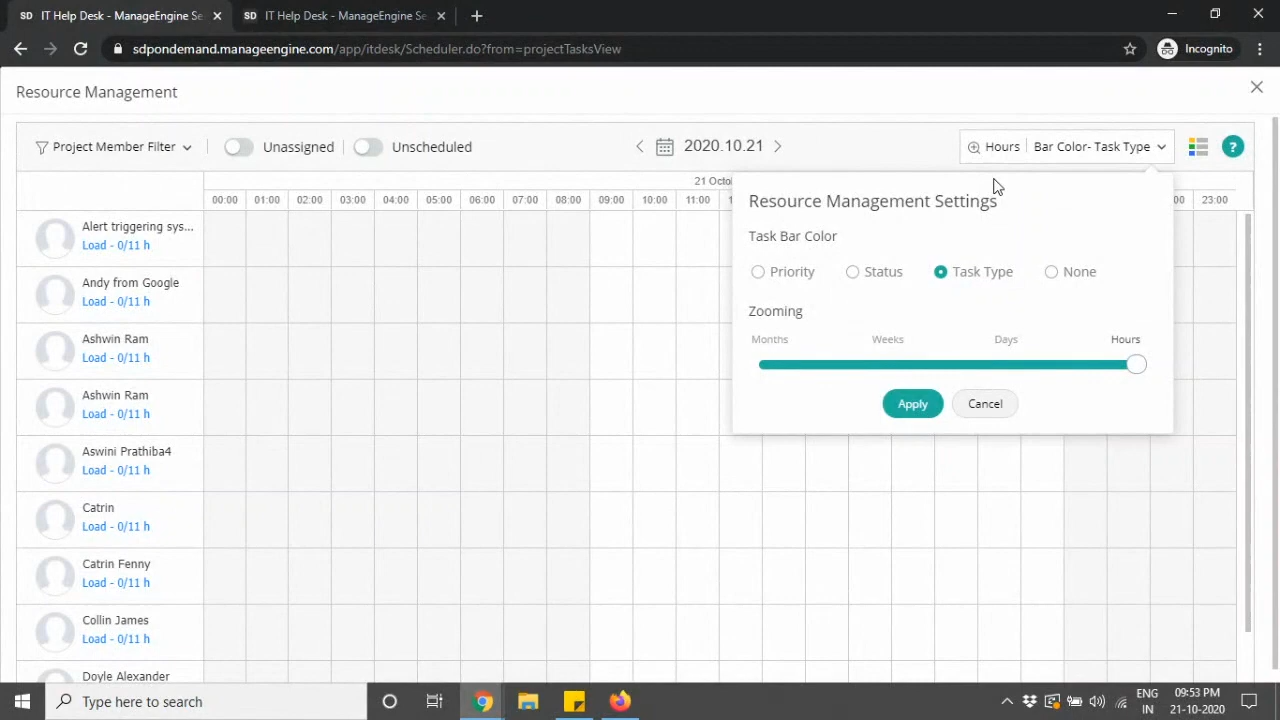 SD IT Help Desk - ManageEngine Se
SD IT Help Desk - ManageEngine Se
sdpondemand.manageengine.com/app/itdesk/Scheduler.do?from=projectTasksView
Incognito
Resource Management
Project Member Filter
Unassigned
Unscheduled
2020.10.21
Hours
Bar Color- Task Type
?
21 Octo
00:00 01:00 02:00 03:00 04:00 05:00 06:00 07:00 08:00 09:00 10:00 11:00 23:00
Resource Management Settings
Task Bar Color
Priority Status Task Type None
Zooming
Months Weeks Days Hours
Apply Cancel
Alert triggering sys...
Load - 0/11 h
Andy from Google
Load - 0/11 h
Ashwin Ram
Load - 0/11 h
Ashwin Ram
Load - 0/11 h
Aswini Prathiba4
Load - 0/11 h
Catrin
Load - 0/11 h
Catrin Fenny
Load - 0/11 h
Collin James
Load - 0/11 h
Doyle Alexander
Type here to search
ENG
IN
09:53 PM
21-10-2020